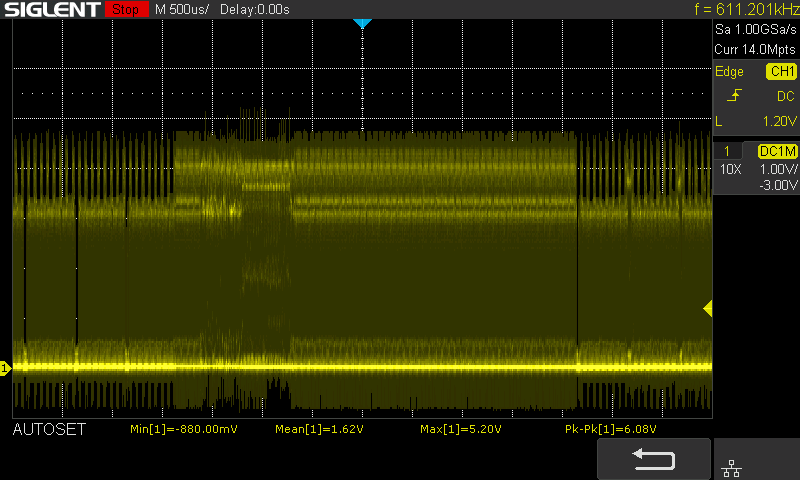 SIGLENT Stop M 500us/ Delay:0.00s f = 611.201kHz
Sa 1.00GSa/s
Curr 14.0Mpts
Edge CH1
DC
L 1.20V
1 DC1M
10X 1.00V/
-3.00V
1
AUTOSET Min[1]=-880.00mV Mean[1]=1.62V Max[1]=5.20V Pk-Pk[1]=6.08V